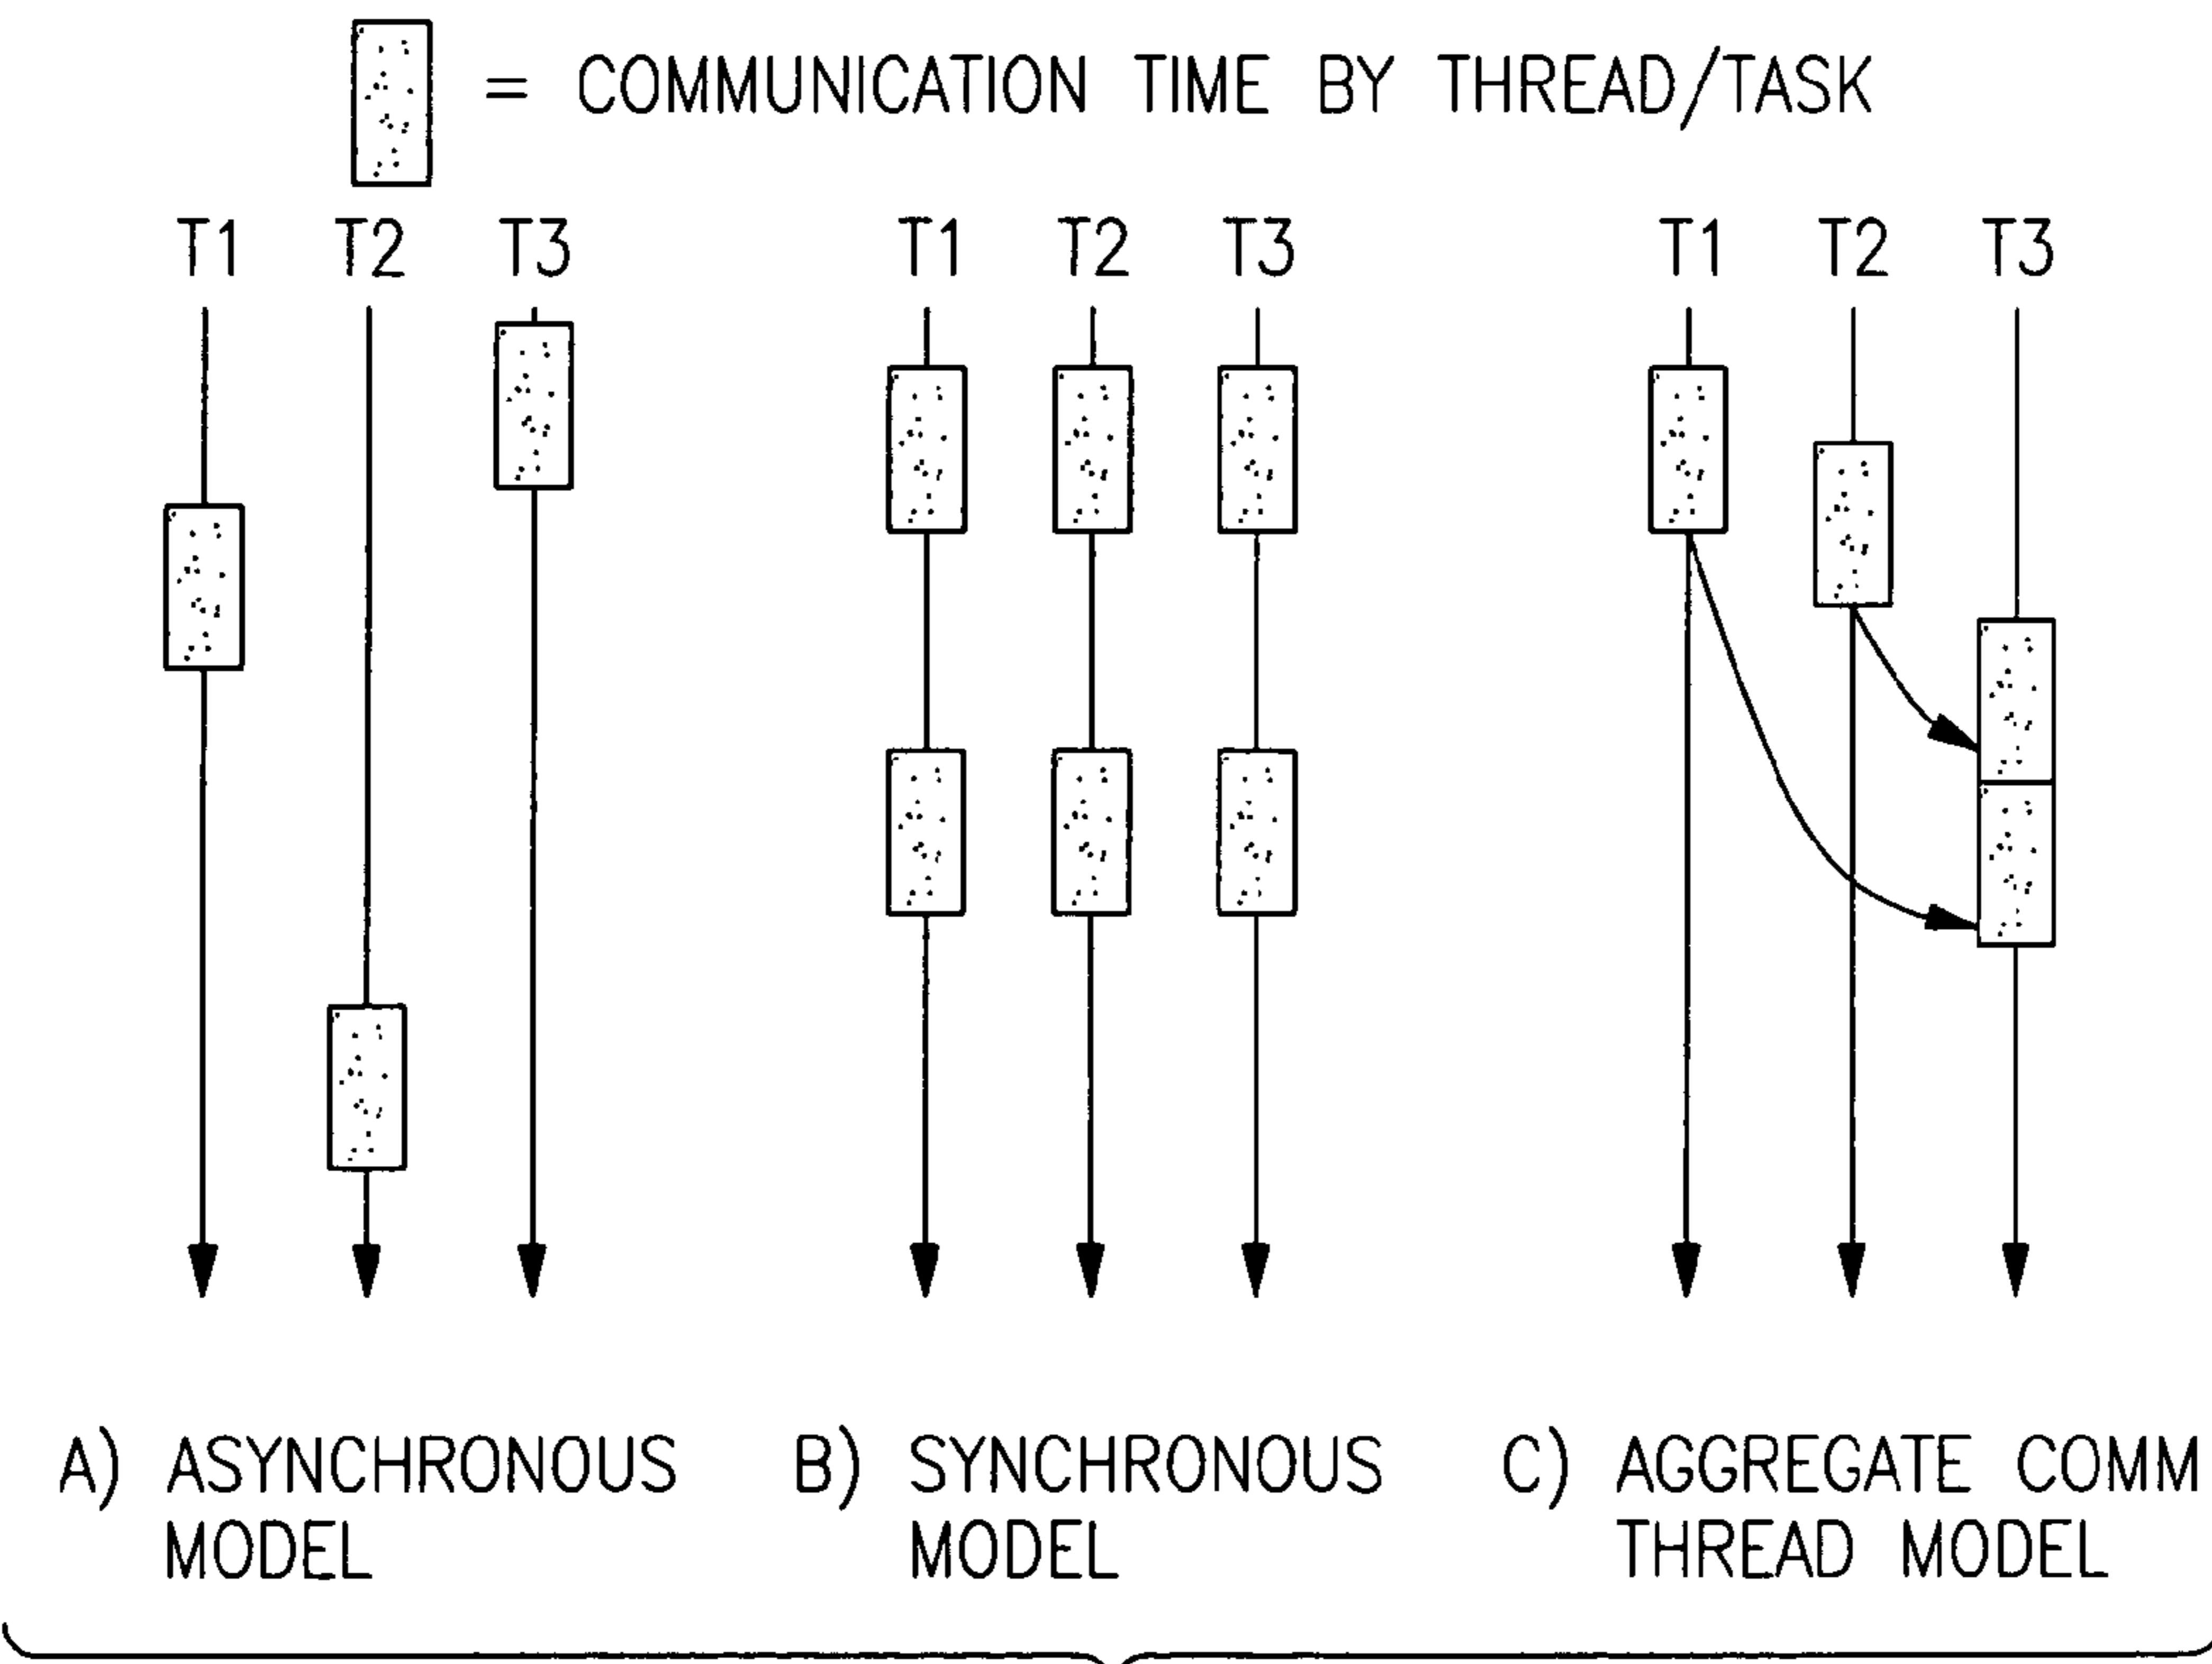 = COMMUNICATION TIME BY THREAD/TASK
T1 T2 T3
T1 T2 T3
T1 T2 T3
A) ASYNCHRONOUS
MODEL
B) SYNCHRONOUS
MODEL
C) AGGREGATE COMM
THREAD MODEL